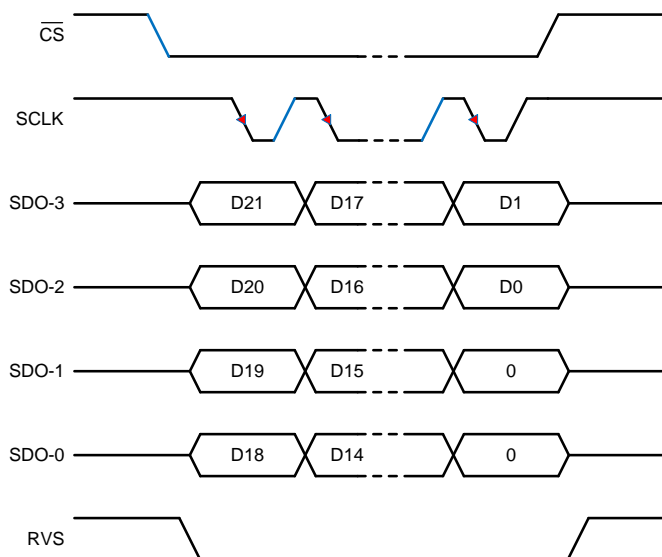 C̅S̅
SCLK
SDO-3 D21 D17 D1
SDO-2 D20 D16 D0
SDO-1 D19 D15 0
SDO-0 D18 D14 0
RVS